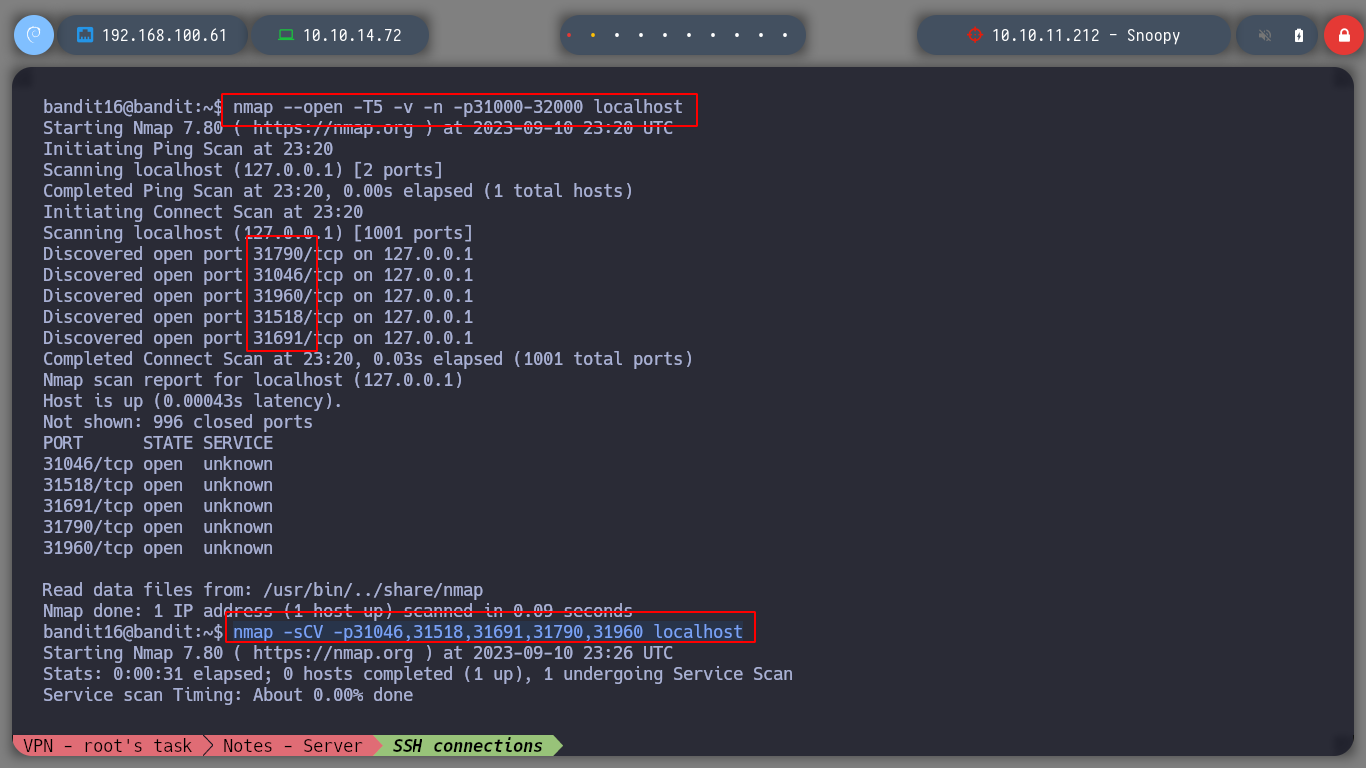 192.168.100.61
10.10.14.72
10.10.11.212 - Snoopy
bandit16@bandit:~$ nmap --open -T5 -v -n -p31000-32000 localhost
Starting Nmap 7.80 ( https://nmap.org ) at 2023-09-10 23:20 UTC
Initiating Ping Scan at 23:20
Scanning localhost (127.0.0.1) [2 ports]
Completed Ping Scan at 23:20, 0.00s elapsed (1 total hosts)
Initiating Connect Scan at 23:20
Scanning localhost (127.0.0.1) [1001 ports]
Discovered open port 31790/tcp on 127.0.0.1
Discovered open port 31046/tcp on 127.0.0.1
Discovered open port 31960/tcp on 127.0.0.1
Discovered open port 31518/tcp on 127.0.0.1
Discovered open port 31691/tcp on 127.0.0.1
Completed Connect Scan at 23:20, 0.03s elapsed (1001 total ports)
Nmap scan report for localhost (127.0.0.1)
Host is up (0.00043s latency).
Not shown: 996 closed ports
PORT      STATE SERVICE
31046/tcp open  unknown
31518/tcp open  unknown
31691/tcp open  unknown
31790/tcp open  unknown
31960/tcp open  unknown
Read data files from: /usr/bin/../share/nmap
Nmap done: 1 IP address (1 host up) scanned in 0.09 seconds
bandit16@bandit:~$ nmap -sCV -p31046,31518,31691,31790,31960 localhost
Starting Nmap 7.80 ( https://nmap.org ) at 2023-09-10 23:26 UTC
Stats: 0:00:31 elapsed; 0 hosts completed (1 up), 1 undergoing Service Scan
Service scan Timing: About 0.00% done
VPN - root's task
Notes - Server
SSH connections